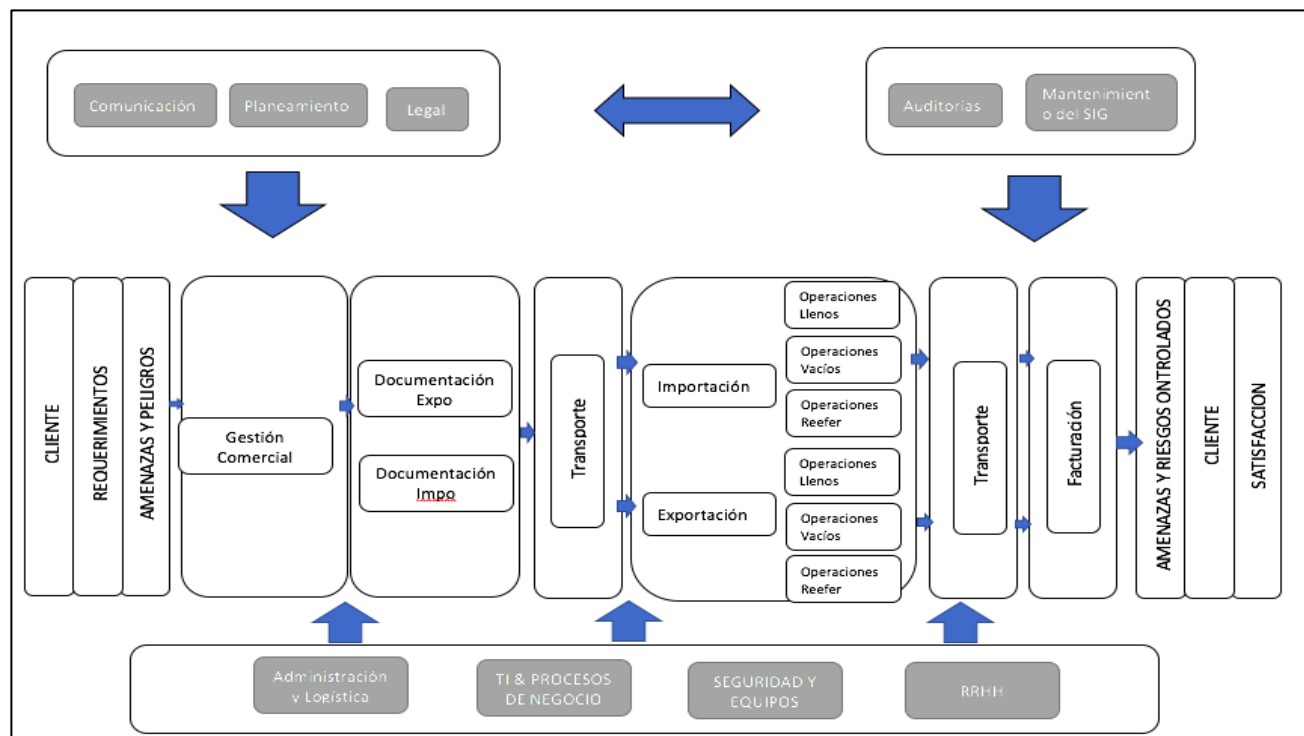 Comunicación
Planeamiento
Legal
Auditorías
Mantenimient
o del SIG
CLIENTE
REQUERIMIENTOS
AMENAZAS Y PELIGROS
Gestión
Comercial
Documentación
Expo
Documentación
Impo
Transporte
Importación
Operaciones
Llenos
Operaciones
Vacíos
Operaciones
Reefer
Exportación
Operaciones
Llenos
Operaciones
Vacíos
Operaciones
Reefer
Transporte
Facturación
AMENAZAS Y RIESGOS ONTROLADOS
CLIENTE
SATISFACCION
Administración
y Logística
TI & PROCESOS
DE NEGOCIO
SEGURIDAD Y
EQUIPOS
RRHH